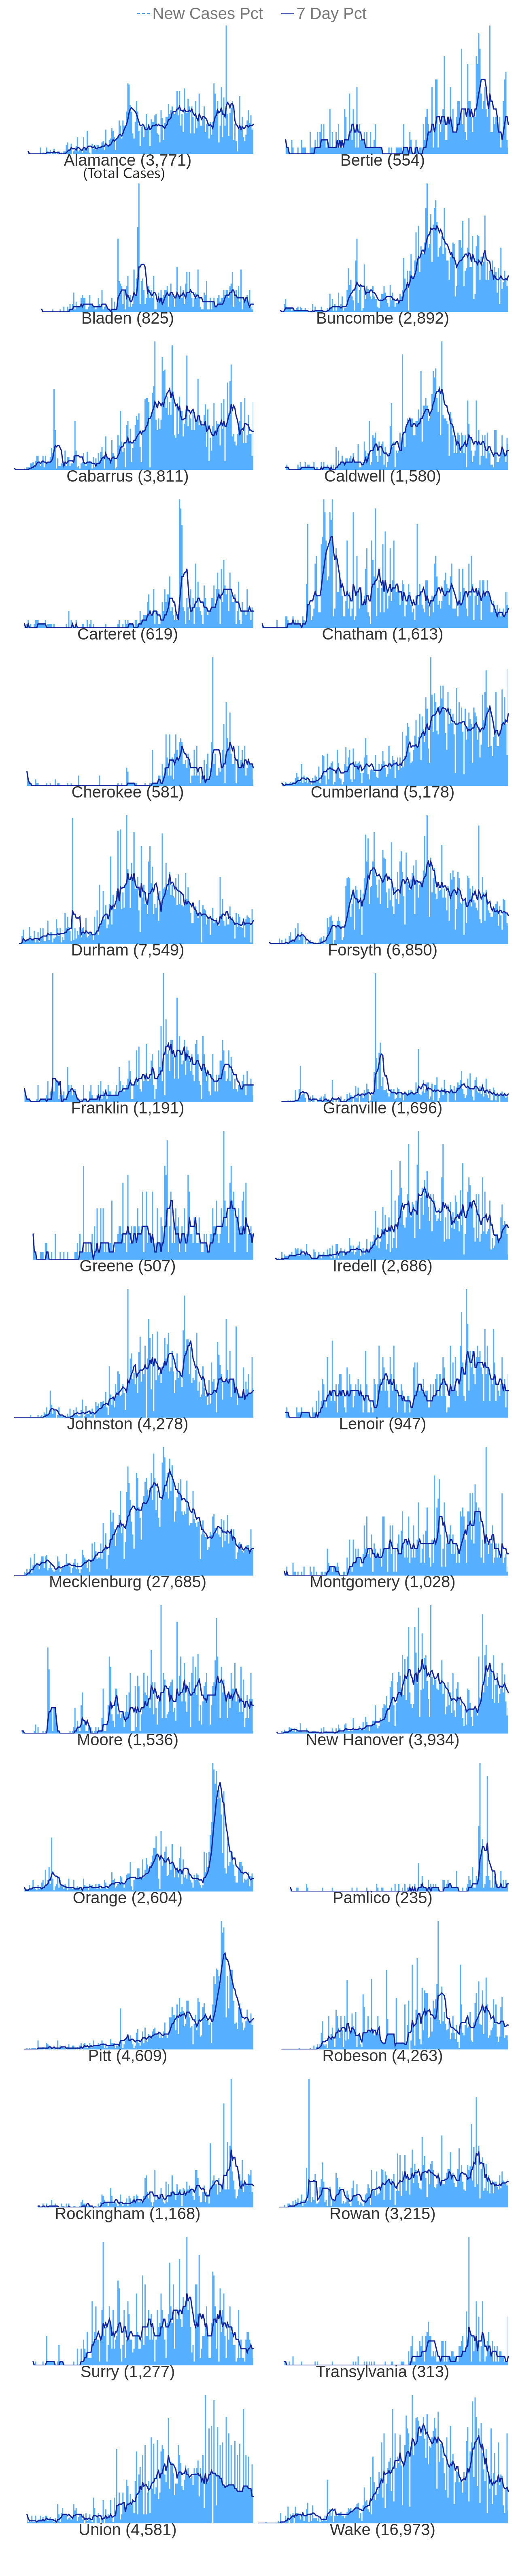 New Cases Pct 7 Day Pct
Alamance (3,771) Bertie (554)
(Total Cases)
Bladen (825) Buncombe (2,892)
Cabarrus (3,811) Caldwell (1,580)
Carteret (619) Chatham (1,613)
Cherokee (581) Cumberland (5,178)
Durham (7,549) Forsyth (6,850)
Franklin (1,191) Granville (1,696)
Greene (507) Iredell (2,686)
Johnston (4,278) Lenoir (947)
Mecklenburg (27,685) Montgomery (1,028)
Moore (1,536) New Hanover (3,934)
Orange (2,604) Pamlico (235)
Pitt (4,609) Robeson (4,263)
Rockingham (1,168) Rowan (3,215)
Surry (1,277) Transylvania (313)
Union (4,581) Wake (16,973)